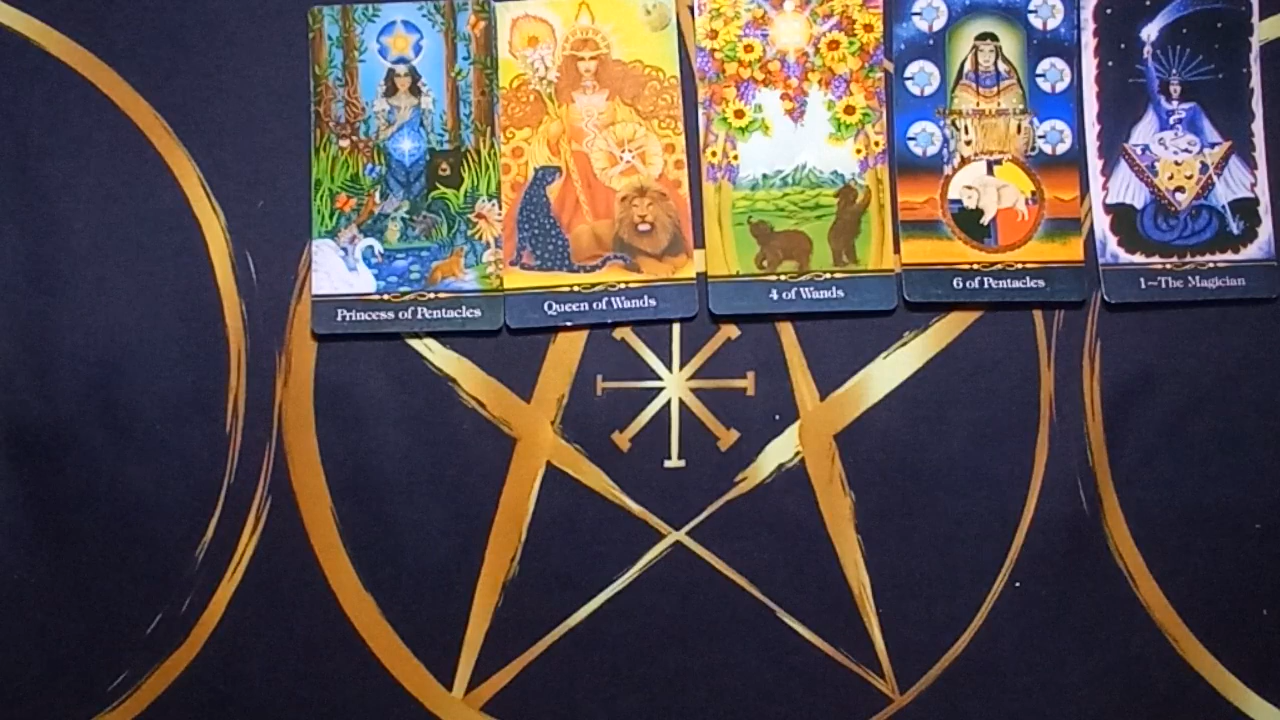 Princess of Pentacles
Queen of Wands
4 of Wands
6 of Pentacles
1~The Magician